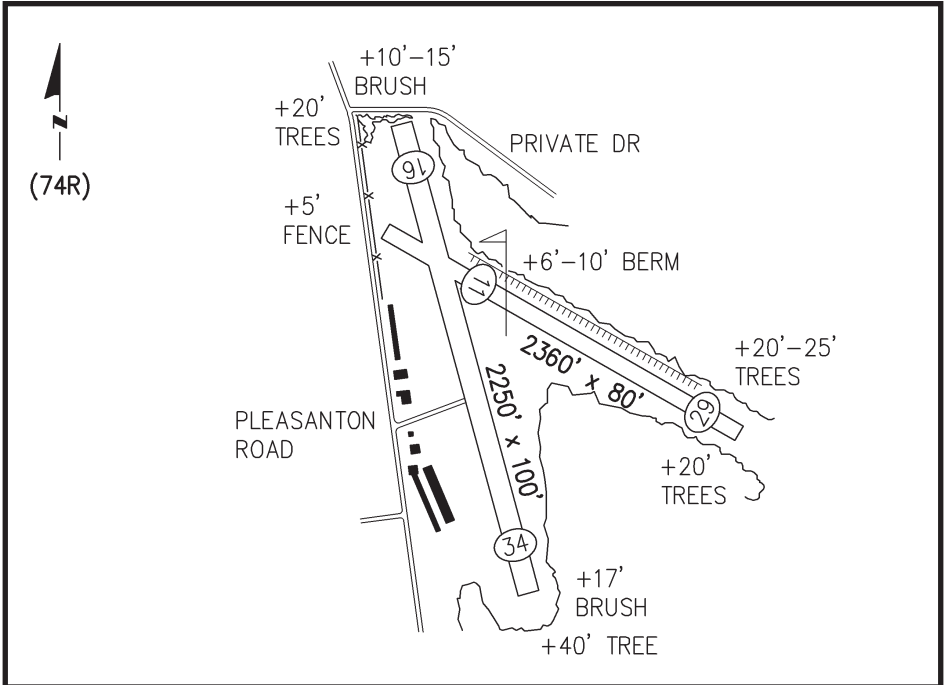 +10'-15'
BRUSH
+20'
TREES
PRIVATE DR
N
(74R)
16
+5'
FENCE
+6'-10' BERM
11
2360' x 80'
+20'-25'
TREES
2250' x 100'
29
PLEASANTON
ROAD
+20'
TREES
34
+17'
BRUSH
+40' TREE